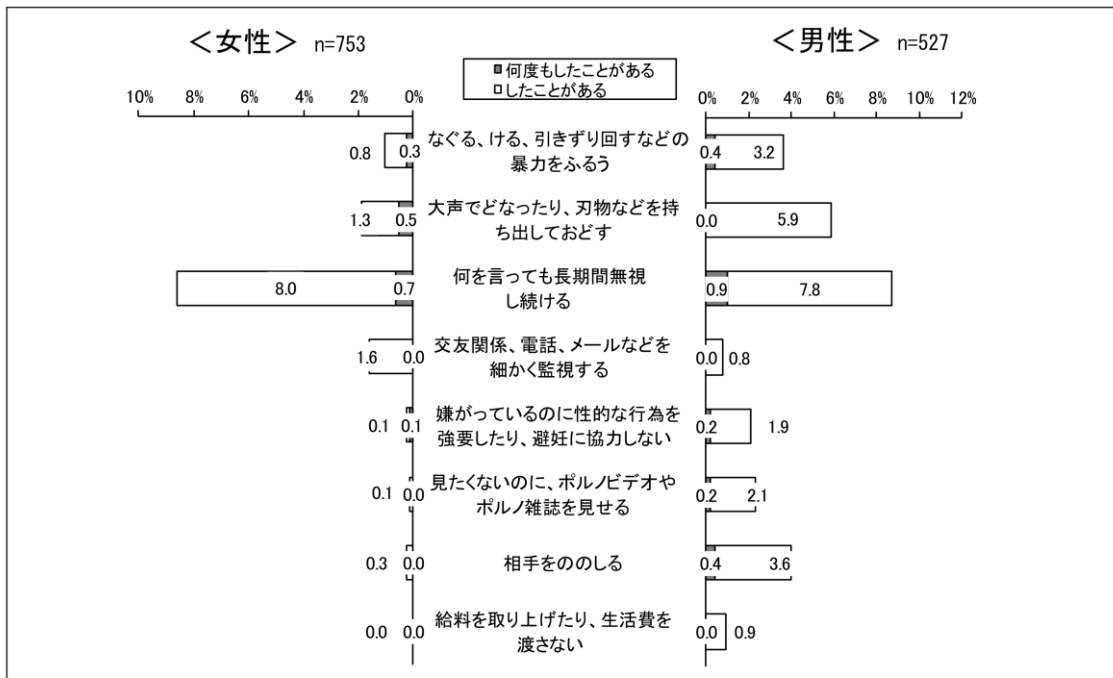 ＜女性＞ n=753
＜男性＞ n=527
■何度もしたことがある
□したことがある
10% 8% 6% 4% 2% 0%
0% 2% 4% 6% 8% 10% 12%
0.8 0.3 なぐる、ける、引きずり回すなどの 0.4 3.2
暴力をふるう
1.3 0.5 大声でどなったり、刃物などを持 0.0 5.9
ち出しておどす
8.0 0.7 何を言っても長期間無視 0.9 7.8
し続ける
1.6 0.0 交友関係、電話、メールなどを 0.0 0.8
細かく監視する
0.1 0.1 嫌がっているのに性的な行為を 0.2 1.9
強要したり、避妊に協力しない
0.1 0.0 見たくないのに、ポルノビデオや 0.2 2.1
ポルノ雑誌を見せる
0.3 0.0 相手をののしる 0.4 3.6
0.0 0.0 給料を取り上げたり、生活費を 0.0 0.9
渡さない